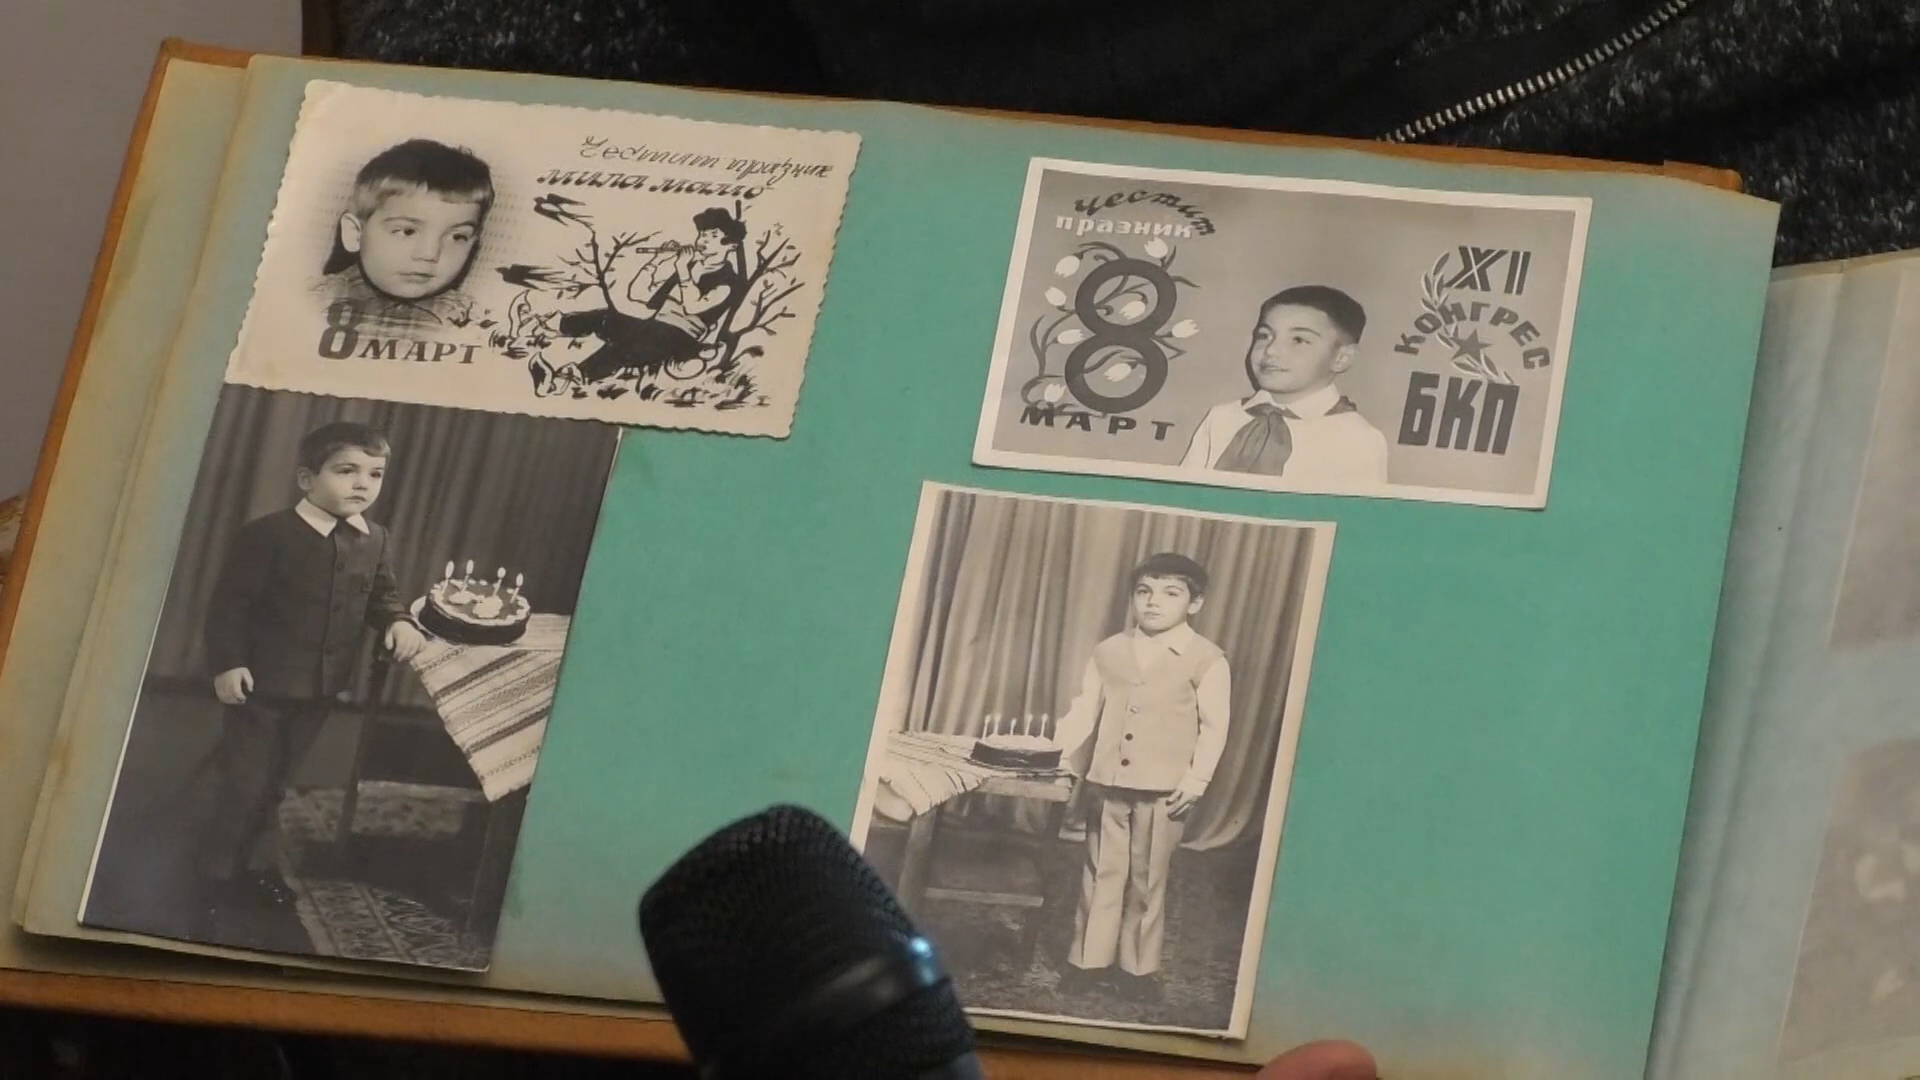 Честит празник
мила мамо
8 МАРТ
честит
празник
8
МАРТ
XI
КОНГРЕС
БКП